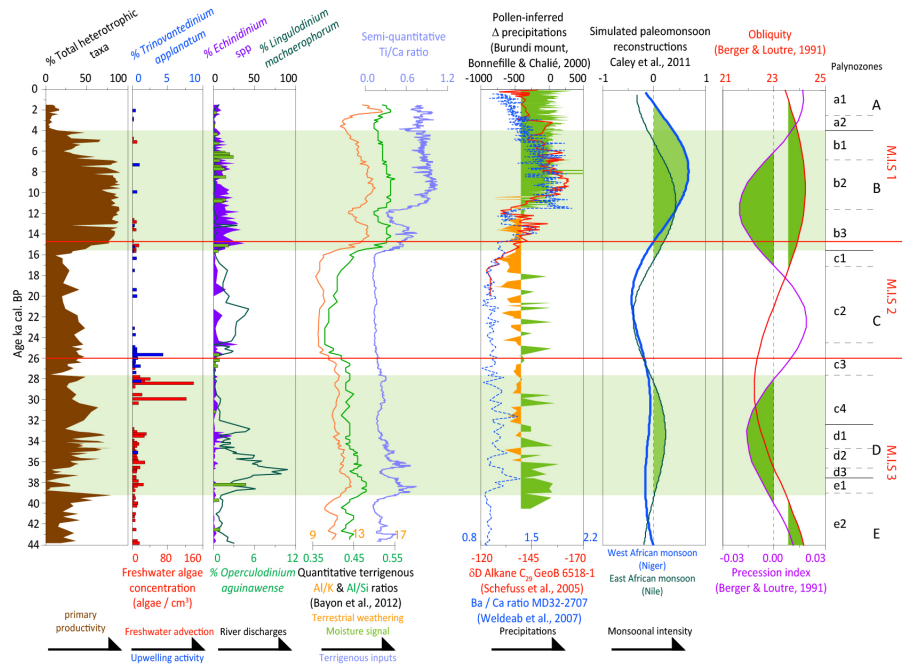 % Total heterotrophic
taxa
% Trinovantedinium
applanatum
% Echinidinium
spp
% Lingulodinium
machaerophorum
Semi-quantitative
Ti/Ca ratio
Pollen-inferred
Δ precipitations
(Burundi mount,
Bonnefille & Chalié, 2000)
Simulated paleomonsoon
reconstructions
Caley et al., 2011
Obliquity
(Berger & Loutre, 1991)
Palynozones
0 50 100
0 5 10
0 50 100
0.0 0.6 1.2
-1000 -500 0 500
-1 0 1
21 23 25
Age ka cal. BP
0
2
4
6
8
10
12
14
16
18
20
22
24
26
28
30
32
34
36
38
40
42
44
a1
A
a2
b1
b2
B
b3
c1
c2
C
c3
c4
d1
D
d2
d3
e1
e2
E
M.I.S 1
M.I.S 2
M.I.S 3
9 13 17
0.8 1.5 2.2
0 80 160
0 6 12
0.35 0.45 0.55
-120 -145 -170
-0.03 0.00 0.03
Freshwater algae
concentration
(algae / cm³)
% Operculodinium
aguinawense
Quantitative terrigenous
Al/K & Al/Si ratios
(Bayon et al., 2012)
Terrestrial weathering
Moisture signal
Terrigenous inputs
δD Alkane C29 GeoB 6518-1
(Schefuss et al., 2005)
Ba / Ca ratio MD32-2707
(Weldeab et al., 2007)
West African monsoon
(Niger)
East African monsoon
(Nile)
Precession index
(Berger & Loutre, 1991)
primary
productivity
Freshwater advection
Upwelling activity
River discharges
Precipitations
Monsoonal intensity